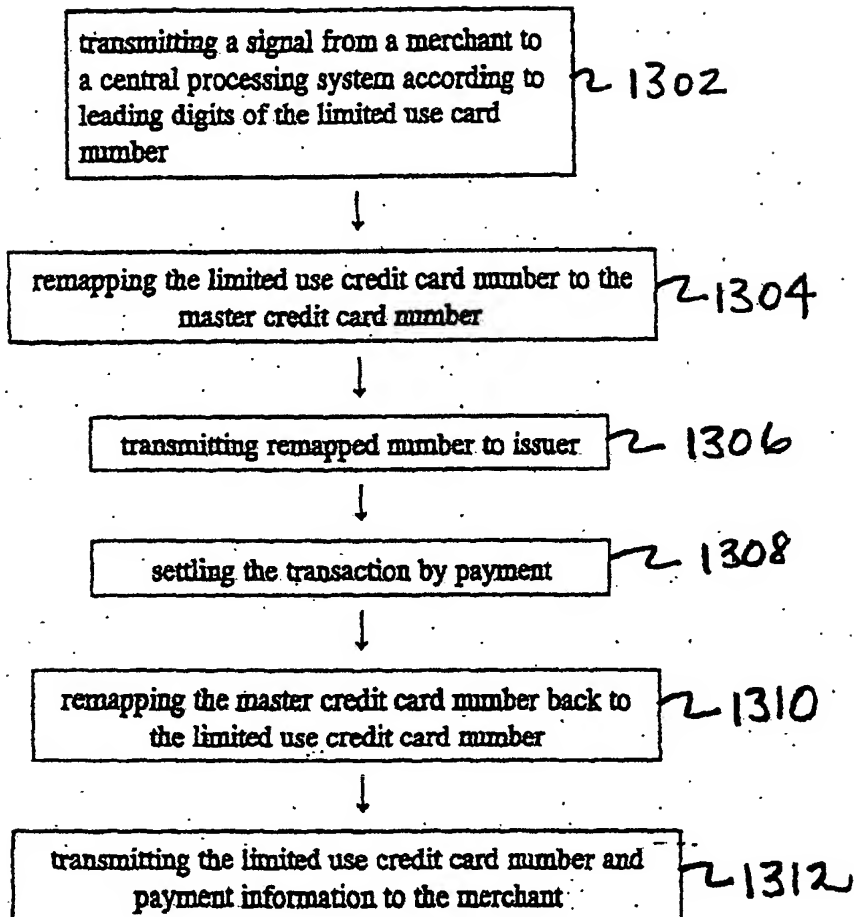 transmitting a signal from a merchant to
a central processing system according to
leading digits of the limited use card
number
1302
remapping the limited use credit card number to the
master credit card number
1304
transmitting remapped number to issuer
1306
settling the transaction by payment
1308
remapping the master credit card number back to
the limited use credit card number
1310
transmitting the limited use credit card number and
payment information to the merchant
1312